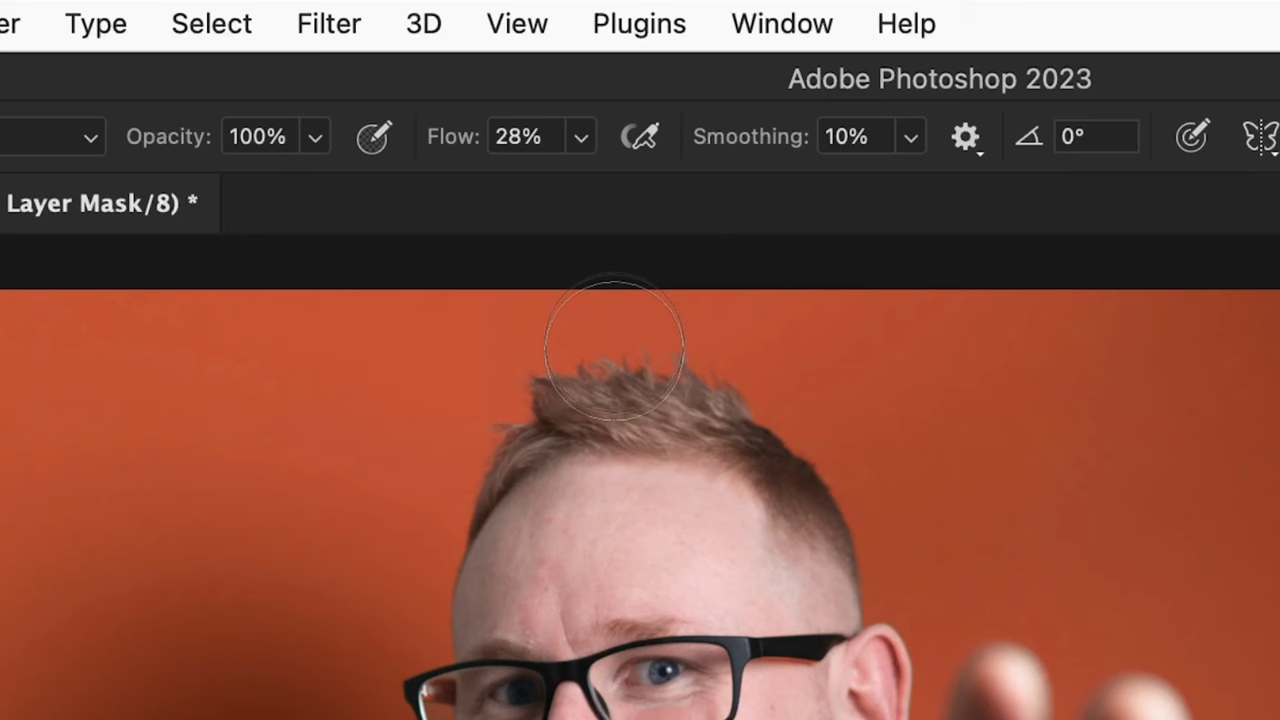 er Type Select Filter 3D View Plugins Window Help
Adobe Photoshop 2023
Opacity: 100% Flow: 28% Smoothing: 10% 0°
Layer Mask/8) *